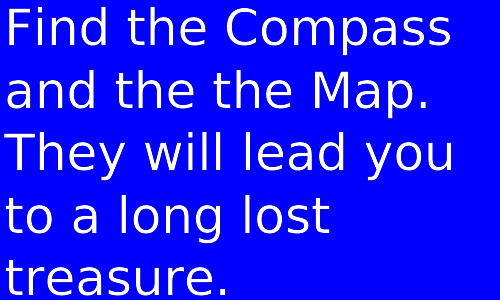 Find the Compass
and the the Map.
They will lead you
to a long lost
treasure.